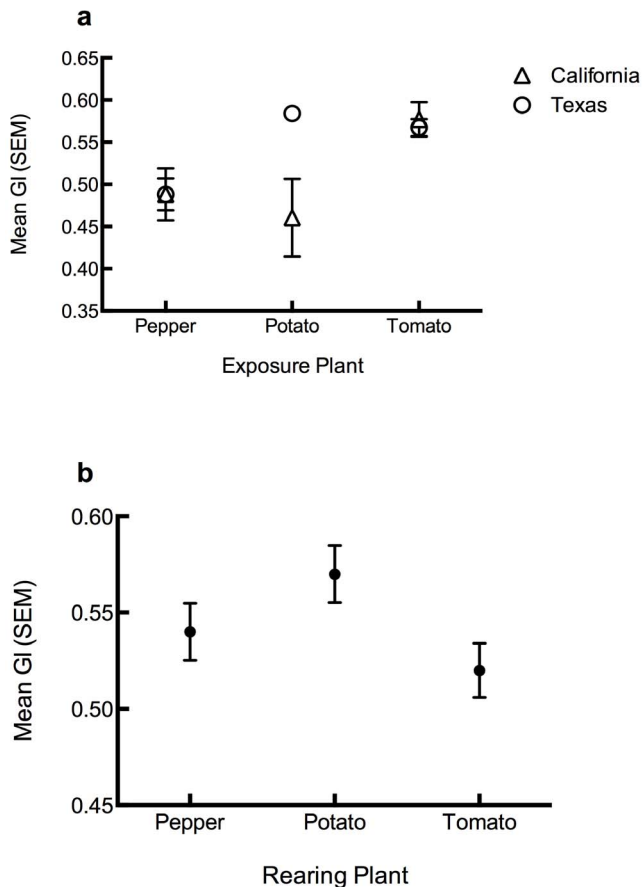 a
Mean GI (SEM)
0.65
0.60
0.55
0.50
0.45
0.40
0.35
Pepper Potato Tomato
Exposure Plant
California
Texas
b
Mean GI (SEM)
0.60
0.55
0.50
0.45
Pepper Potato Tomato
Rearing Plant